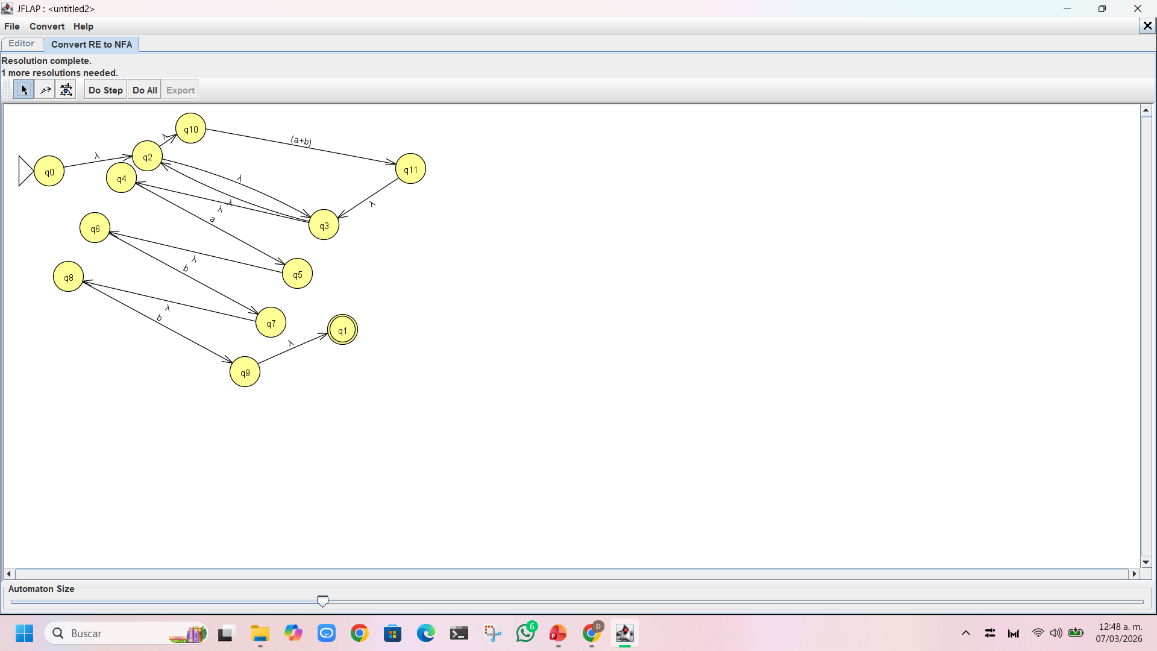 JFLAP : <untitled2>
File Convert Help
Editor Convert RE to NFA
Resolution complete.
1 more resolutions needed.
Do Step Do All Export
q10
λ
(a+b)
λ
q2
q0
q4
q11
λ
λ
λ
λ
a
q3
q6
λ
b
q5
q8
λ
b
q7
q1
λ
q9
Automaton Size
Buscar
6
0
12:48 a. m.
07/03/2026